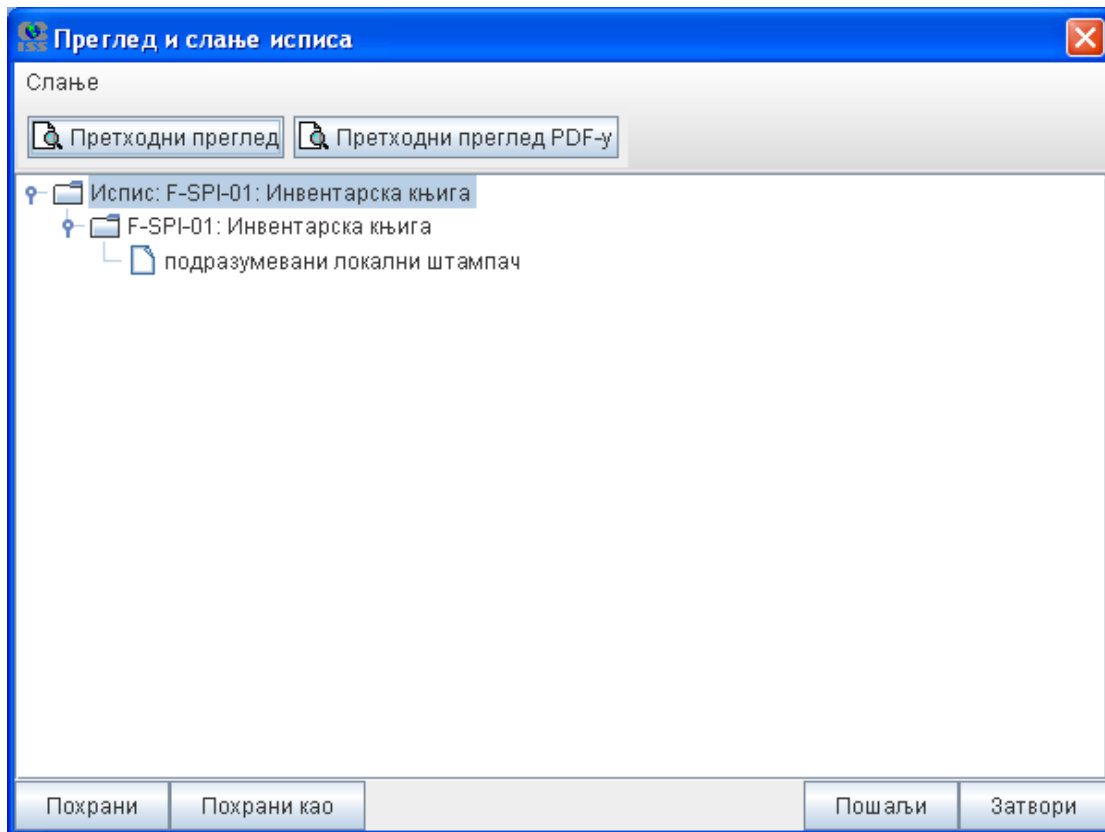 ISS Преглед и слање исписа
Слање
Претходни преглед Претходни преглед PDF-у
Испис: F-SPI-01: Инвентарска књига
F-SPI-01: Инвентарска књига
подразумевани локални штампач
Похрани Похрани као Пошаљи Затвори